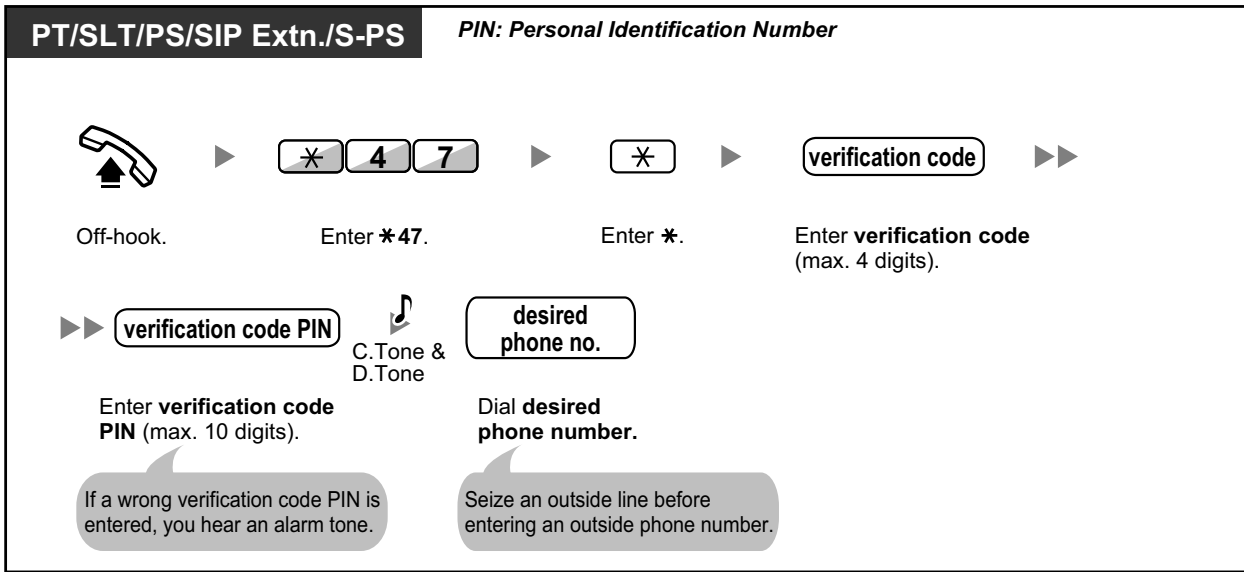 PT/SLT/PS/SIP Extn./S-PS
PIN: Personal Identification Number
* 4 7
*
verification code
Off-hook.
Enter *47.
Enter *.
Enter verification code
(max. 4 digits).
verification code PIN
C.Tone &
D.Tone
desired
phone no.
Enter verification code
PIN (max. 10 digits).
Dial desired
phone number.
If a wrong verification code PIN is
entered, you hear an alarm tone.
Seize an outside line before
entering an outside phone number.